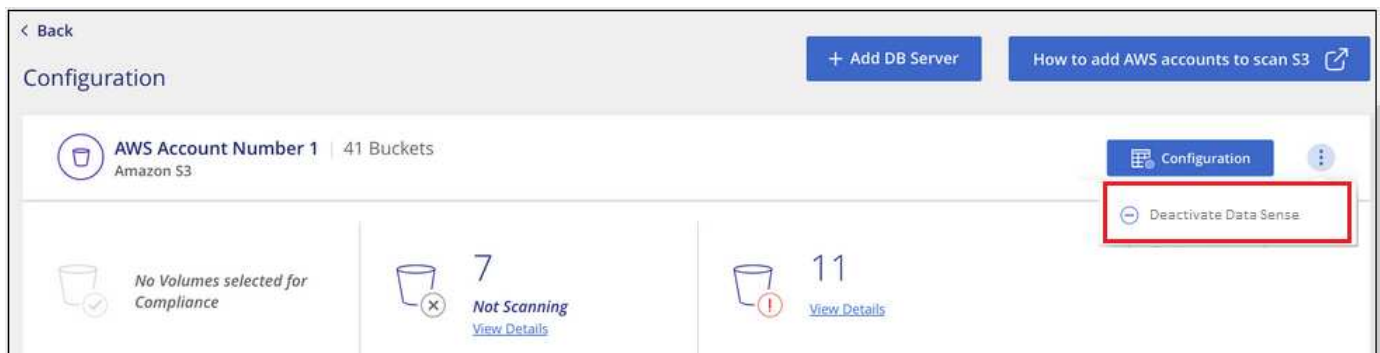 < Back
+ Add DB Server
How to add AWS accounts to scan S3
Configuration
AWS Account Number 1 | 41 Buckets
Amazon S3
Configuration
Deactivate Data Sense
No Volumes selected for
Compliance
7
Not Scanning
View Details
11
View Details